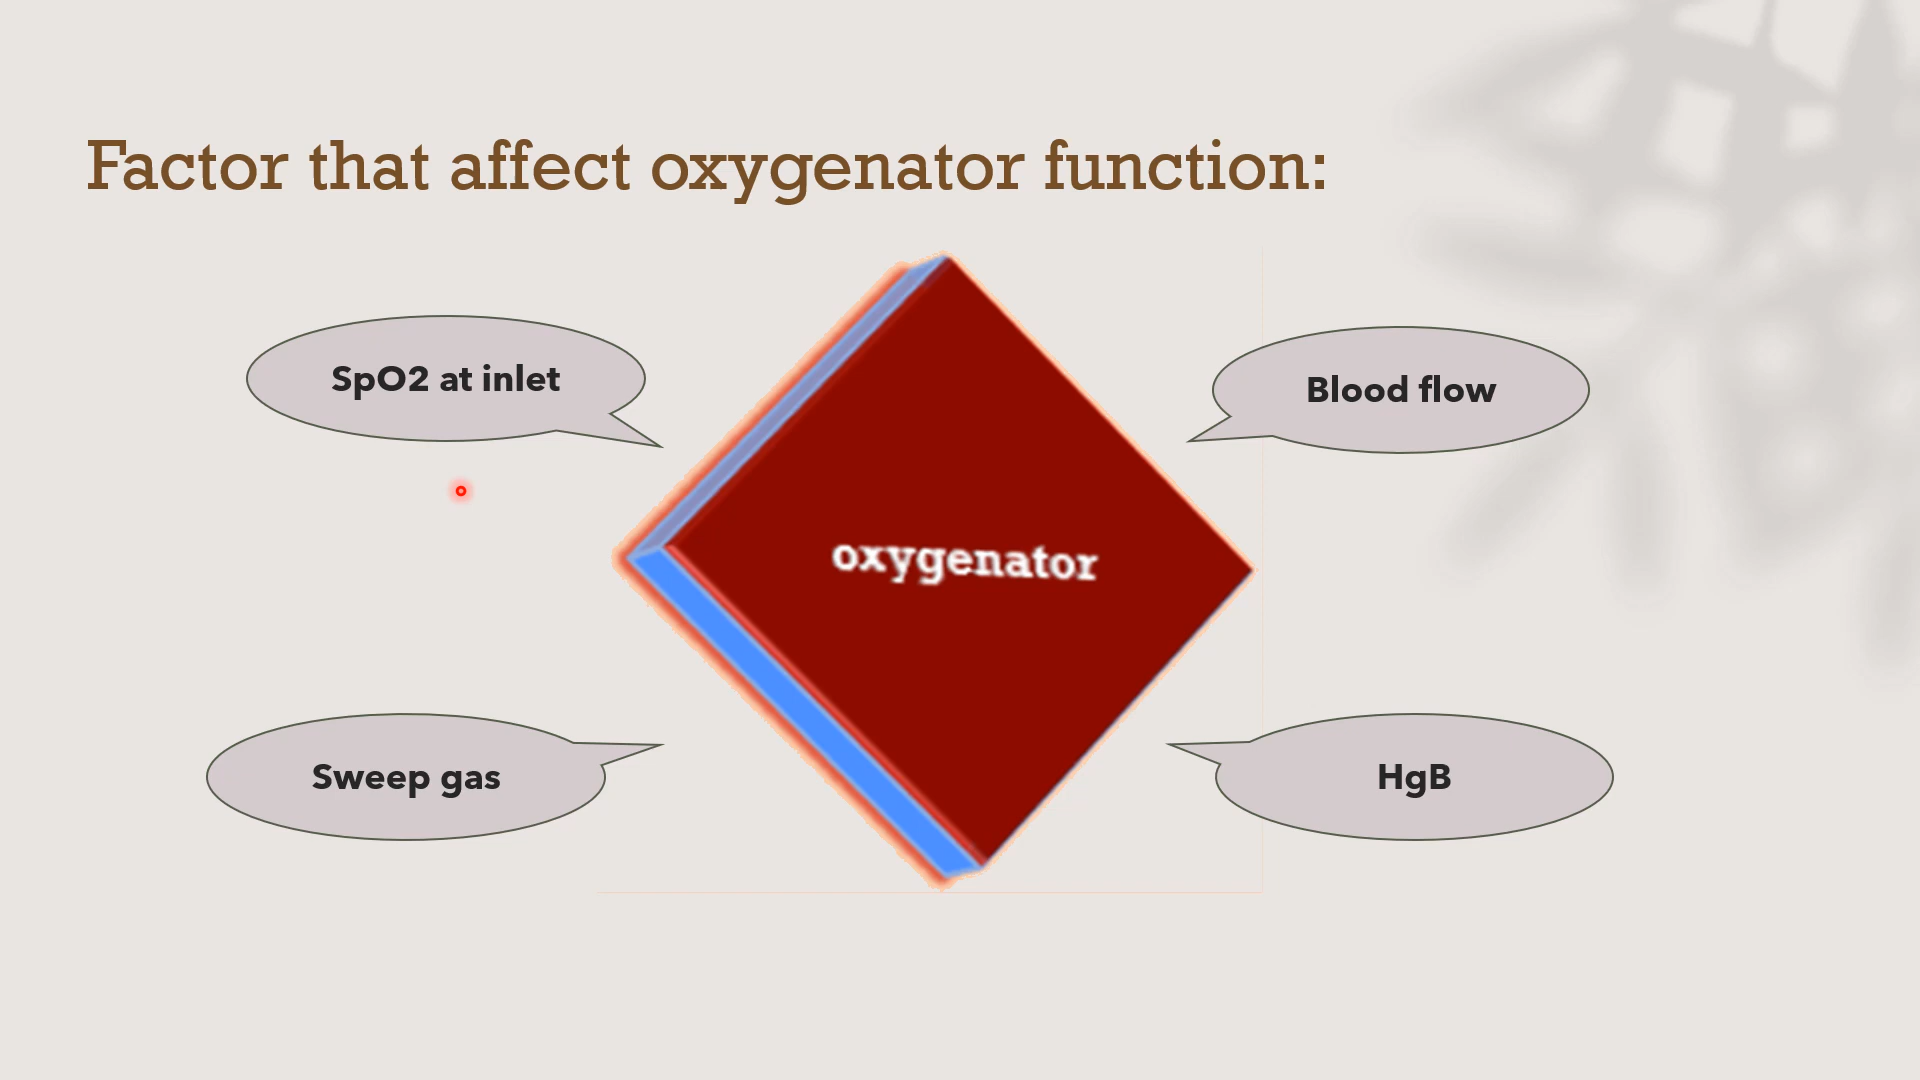 Factor that affect oxygenator function:
SpO2 at inlet
Blood flow
oxygenator
Sweep gas
HgB